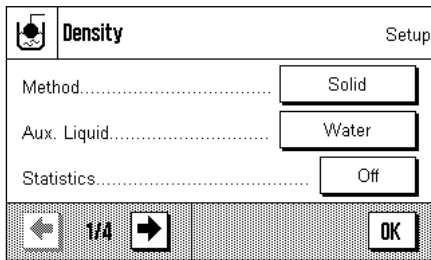 Density Setup
Method................................... Solid
Aux. Liquid............................. Water
Statistics....................................... Off
1/4 OK